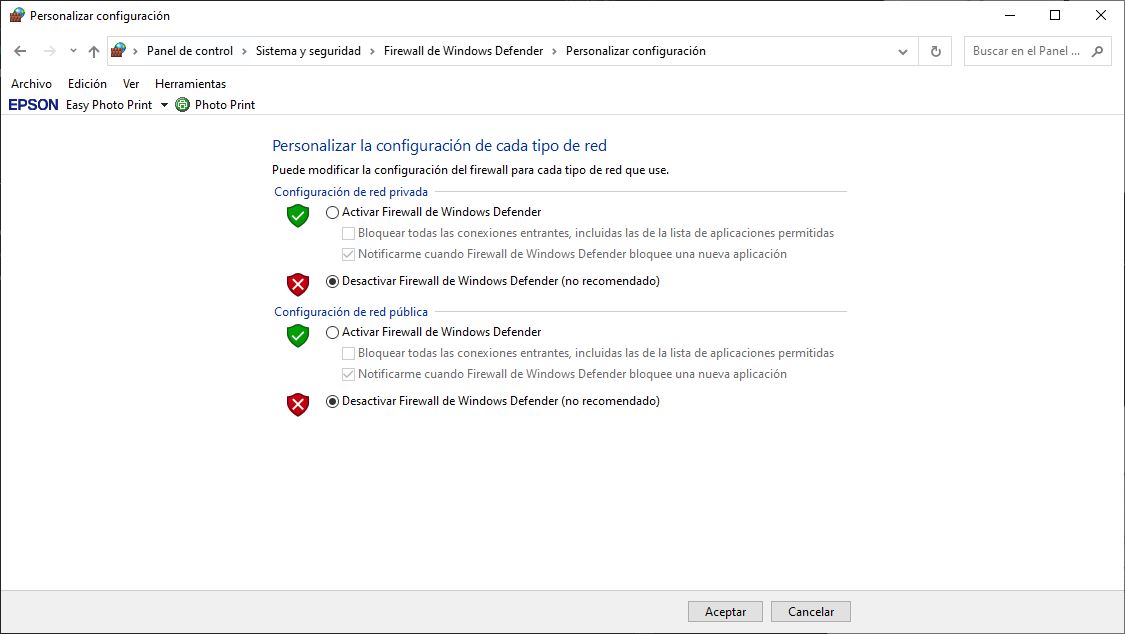 Personalizar configuración
Panel de control > Sistema y seguridad > Firewall de Windows Defender > Personalizar configuración
Buscar en el Panel ...
Archivo Edición Ver Herramientas
EPSON Easy Photo Print Photo Print
Personalizar la configuración de cada tipo de red
Puede modificar la configuración del firewall para cada tipo de red que use.
Configuración de red privada
Activar Firewall de Windows Defender
Bloquear todas las conexiones entrantes, incluidas las de la lista de aplicaciones permitidas
Notificarme cuando Firewall de Windows Defender bloquee una nueva aplicación
Desactivar Firewall de Windows Defender (no recomendado)
Configuración de red pública
Activar Firewall de Windows Defender
Bloquear todas las conexiones entrantes, incluidas las de la lista de aplicaciones permitidas
Notificarme cuando Firewall de Windows Defender bloquee una nueva aplicación
Desactivar Firewall de Windows Defender (no recomendado)
Aceptar Cancelar